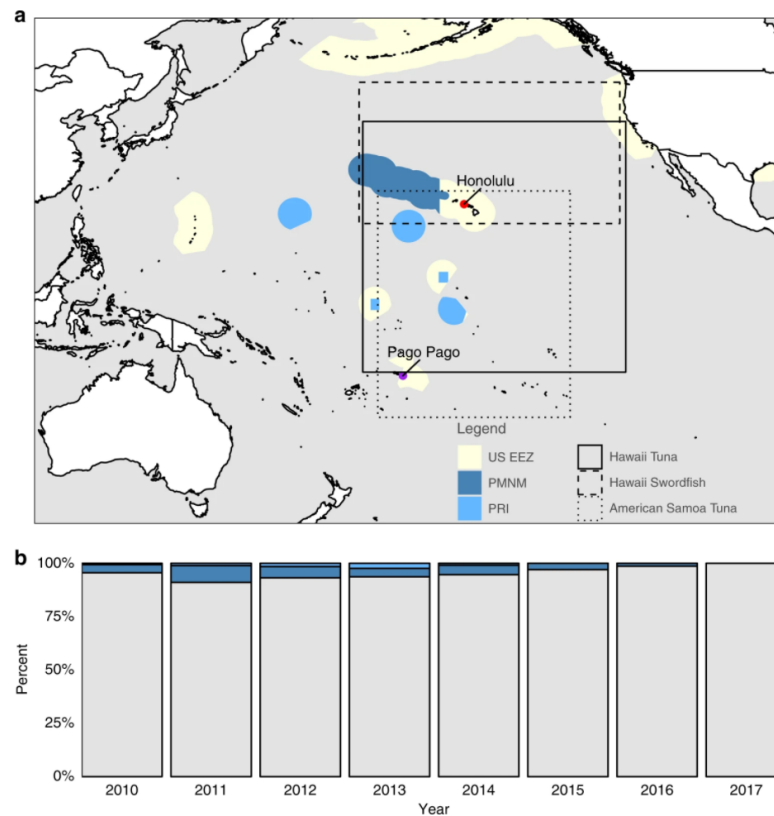 a
Honolulu
Pago Pago
Legend
US EEZ
PMNM
PRI
Hawaii Tuna
Hawaii Swordfish
American Samoa Tuna
b
100%
75%
50%
25%
0%
Percent
2010 2011 2012 2013 2014 2015 2016 2017
Year